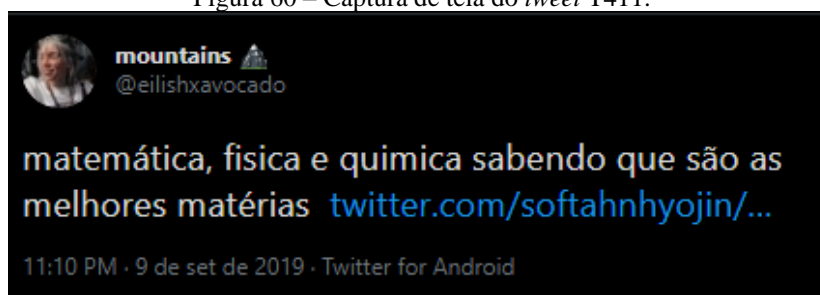 Figura 60 – Captura de tela do tweet T411.
mountains
@eilishxavocado
matemática, fisica e quimica sabendo que são as
melhores matérias twitter.com/softahnhyojin/...
11:10 PM · 9 de set de 2019 · Twitter for Android